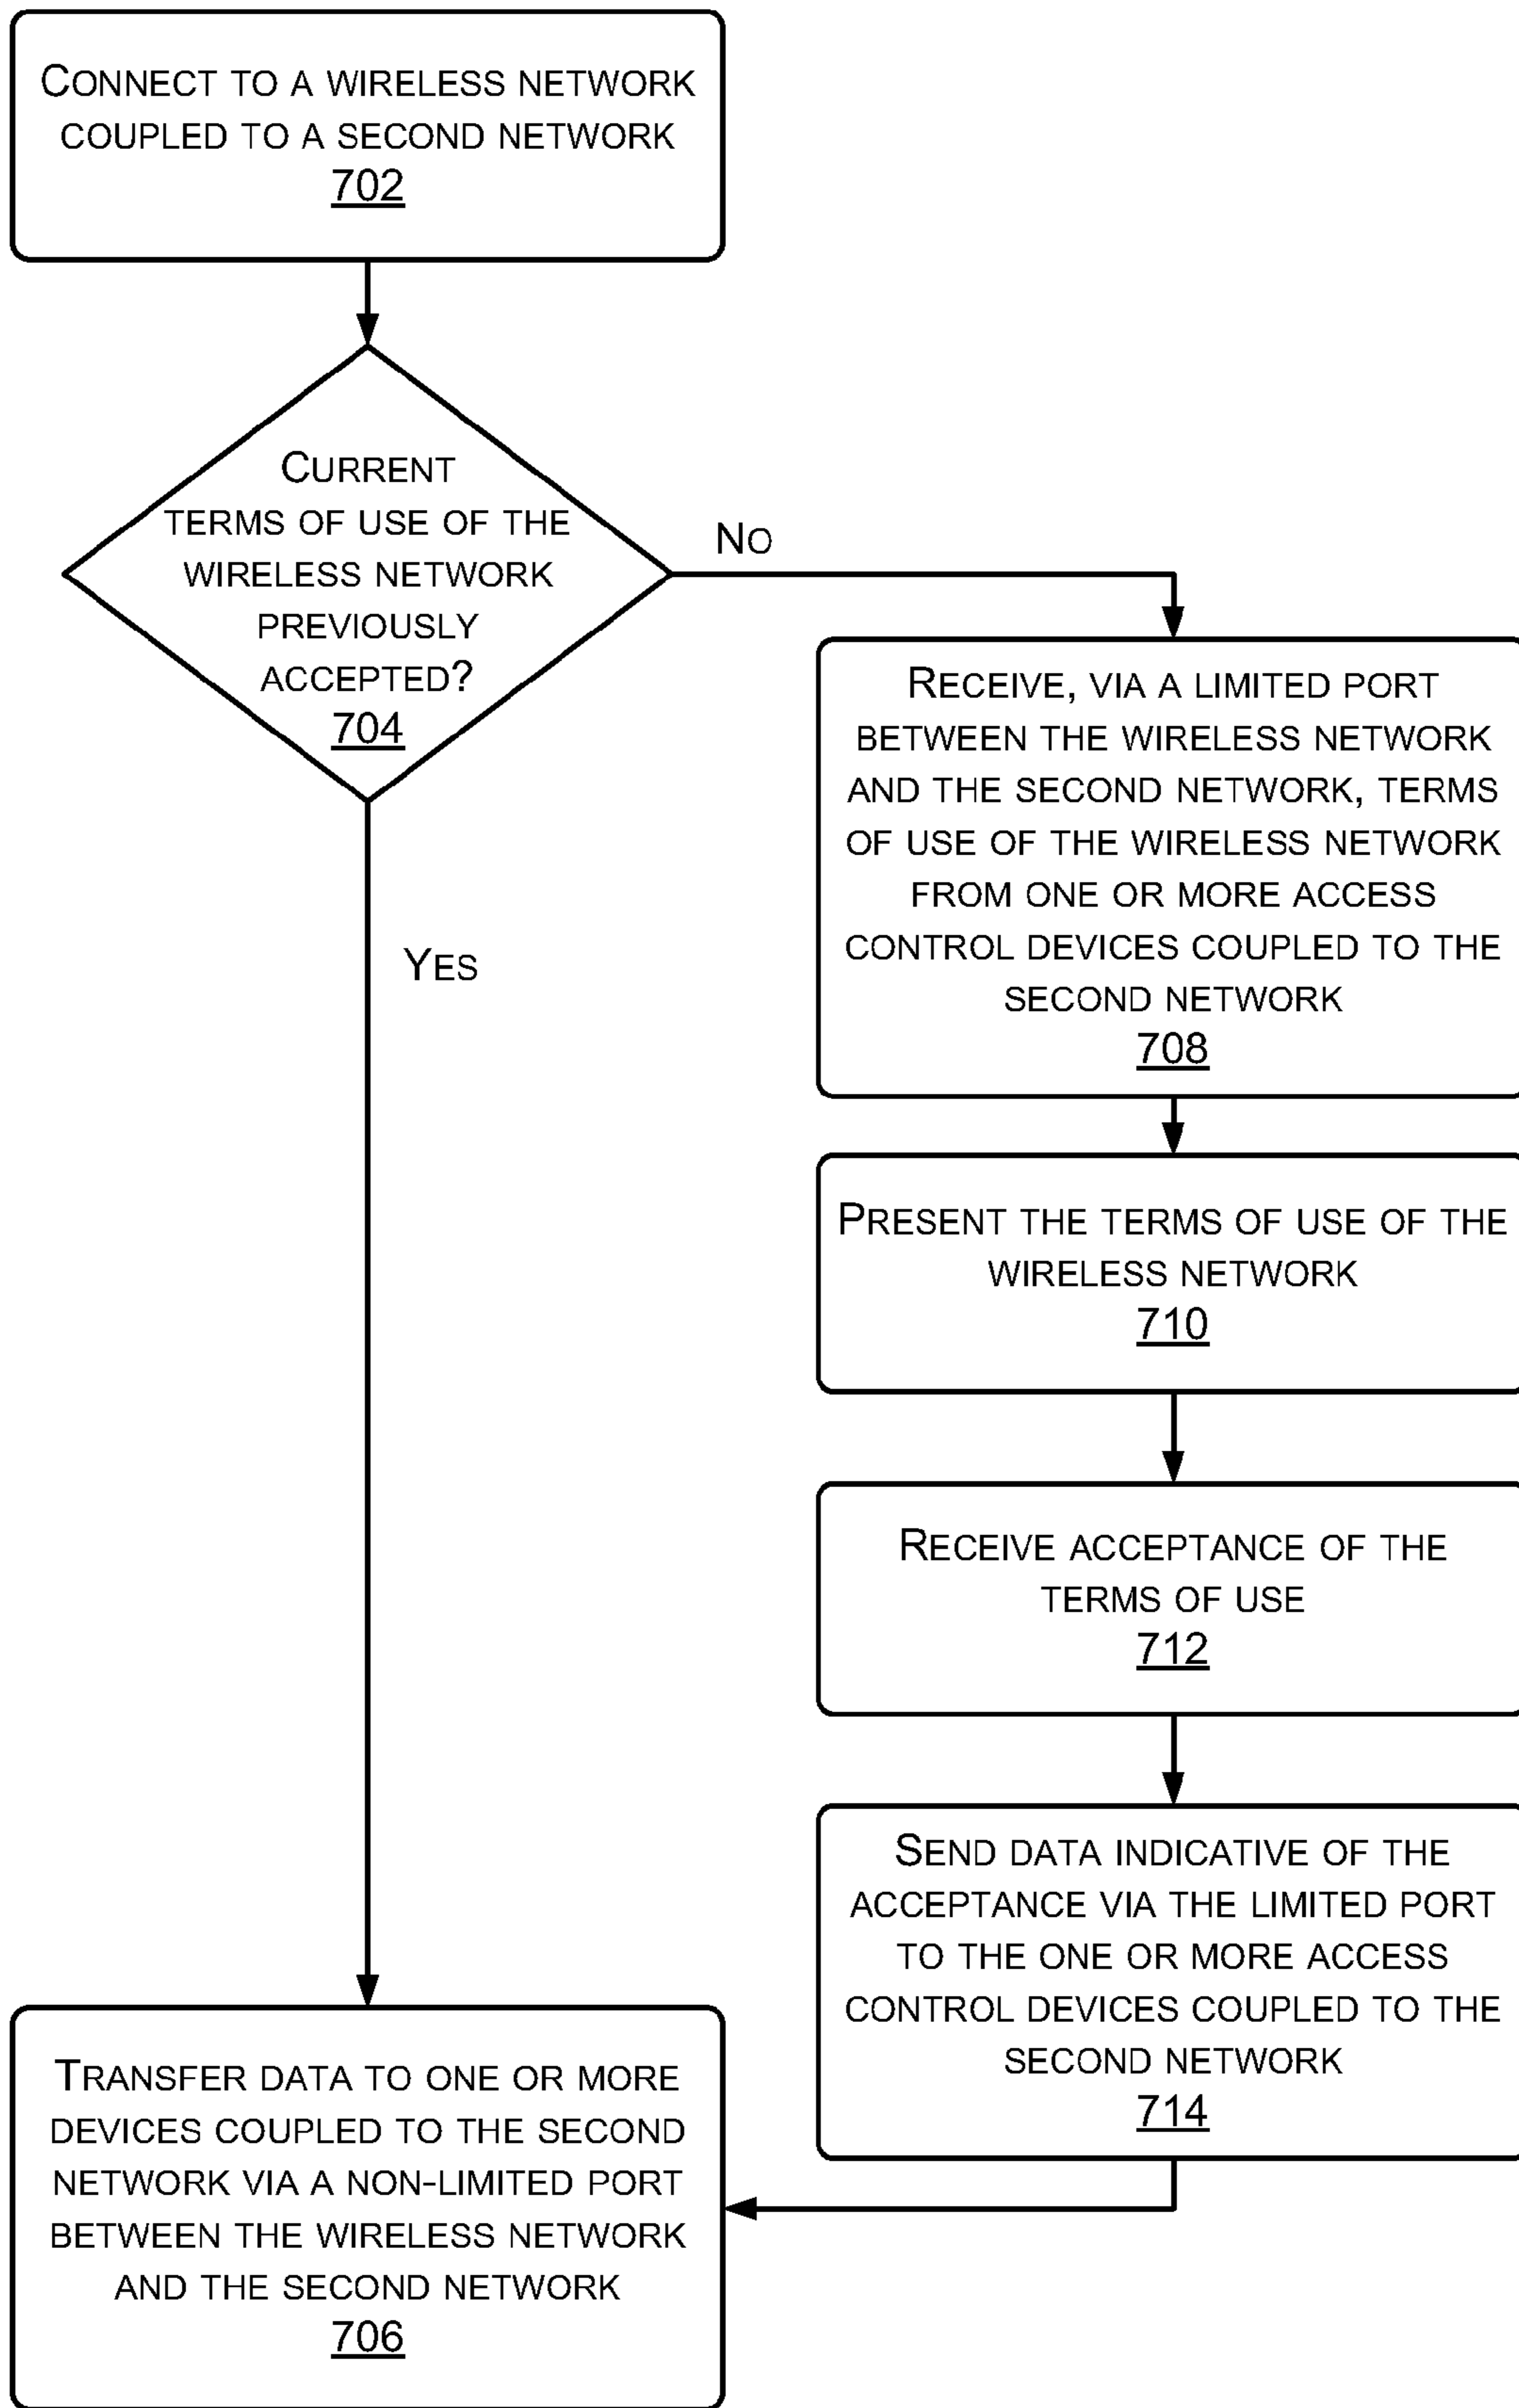 CONNECT TO A WIRELESS NETWORK
COUPLED TO A SECOND NETWORK
702
CURRENT
TERMS OF USE OF THE
WIRELESS NETWORK
PREVIOUSLY
ACCEPTED?
704
NO
YES
RECEIVE, VIA A LIMITED PORT
BETWEEN THE WIRELESS NETWORK
AND THE SECOND NETWORK, TERMS
OF USE OF THE WIRELESS NETWORK
FROM ONE OR MORE ACCESS
CONTROL DEVICES COUPLED TO THE
SECOND NETWORK
708
PRESENT THE TERMS OF USE OF THE
WIRELESS NETWORK
710
RECEIVE ACCEPTANCE OF THE
TERMS OF USE
712
SEND DATA INDICATIVE OF THE
ACCEPTANCE VIA THE LIMITED PORT
TO THE ONE OR MORE ACCESS
CONTROL DEVICES COUPLED TO THE
SECOND NETWORK
714
TRANSFER DATA TO ONE OR MORE
DEVICES COUPLED TO THE SECOND
NETWORK VIA A NON-LIMITED PORT
BETWEEN THE WIRELESS NETWORK
AND THE SECOND NETWORK
706